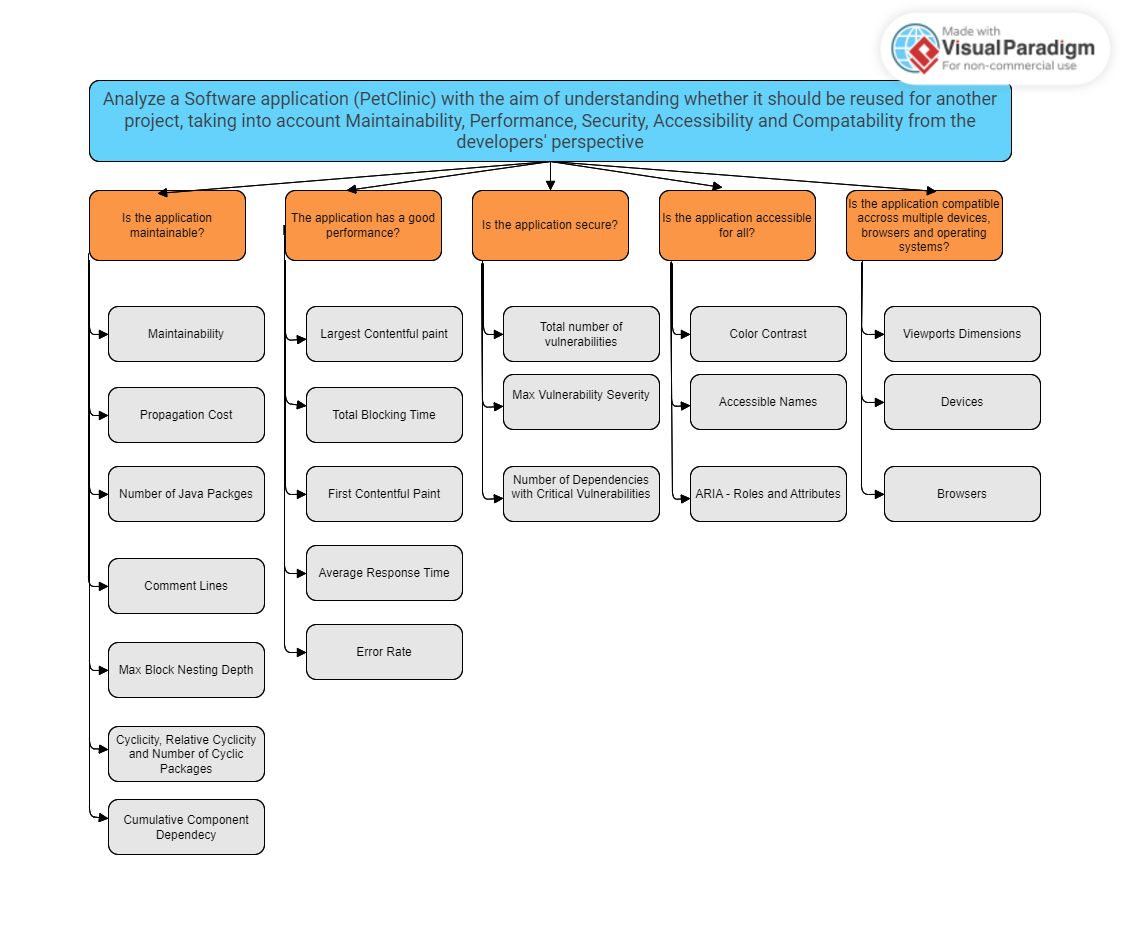 Made with
Visual Paradigm
For non-commercial use
Analyze a Software application (PetClinic) with the aim of understanding whether it should be reused for another
project, taking into account Maintainability, Performance, Security, Accessibility and Compatability from the
developers' perspective
Is the application
maintainable?
The application has a good
performance?
Is the application secure?
Is the application accessible
for all?
Is the application compatible
accross multiple devices,
browsers and operating
systems?
Maintainability
Propagation Cost
Number of Java Packges
Comment Lines
Max Block Nesting Depth
Cyclicity, Relative Cyclicity
and Number of Cyclic
Packages
Cumulative Component
Dependecy
Largest Contentful paint
Total Blocking Time
First Contentful Paint
Average Response Time
Error Rate
Total number of
vulnerabilities
Max Vulnerability Severity
Number of Dependencies
with Critical Vulnerabilities
Color Contrast
Accessible Names
ARIA - Roles and Attributes
Viewports Dimensions
Devices
Browsers